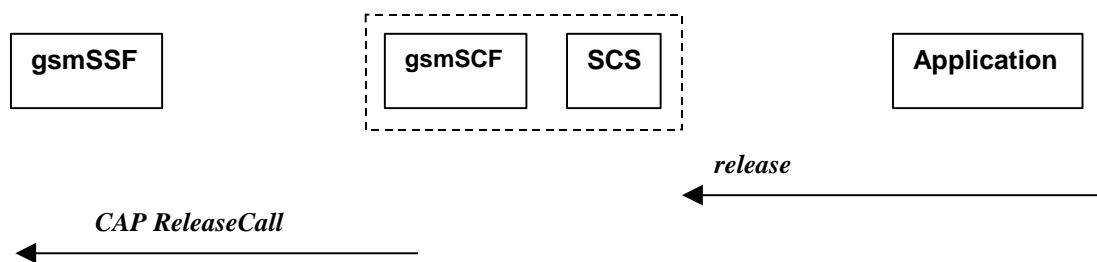 gsmSSF
gsmSCF
SCS
Application
release
CAP ReleaseCall